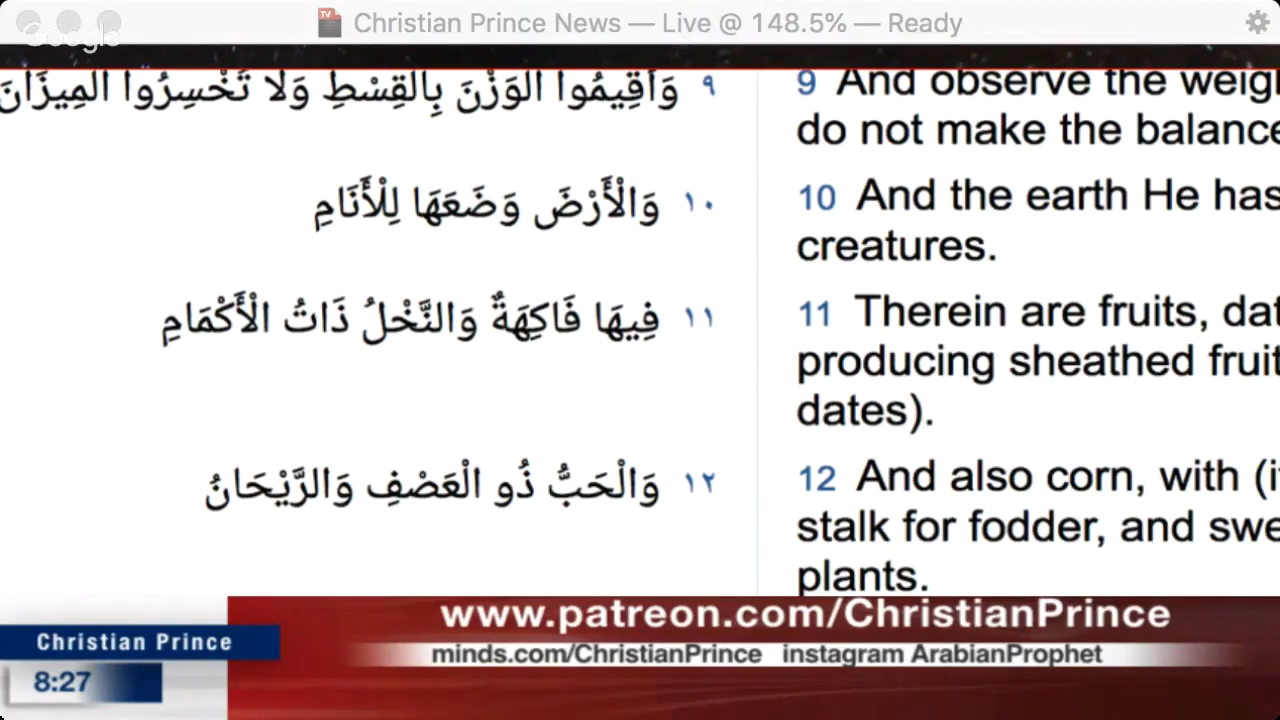 Christian Prince News — Live @ 148.5% — Ready
Google
وَأَقِيمُوا الْوَزْنَ بِالْقِسْطِ وَلَا تُخْسِرُوا الْمِيزَانَ ٩
9 And observe the weig
do not make the balance
وَالْأَرْضَ وَضَعَهَا لِلْأَنَامِ ١٠
10 And the earth He has
creatures.
فِيهَا فَاكِهَةٌ وَالنَّخْلُ ذَاتُ الْأَكْمَامِ ١١
11 Therein are fruits, dat
producing sheathed fruit
dates).
وَالْحَبُّ ذُو الْعَصْفِ وَالرَّيْحَانُ ١٢
12 And also corn, with (i
stalk for fodder, and swe
plants.
www.patreon.com/ChristianPrince
minds.com/ChristianPrince instagram ArabianProphet
Christian Prince
8:27